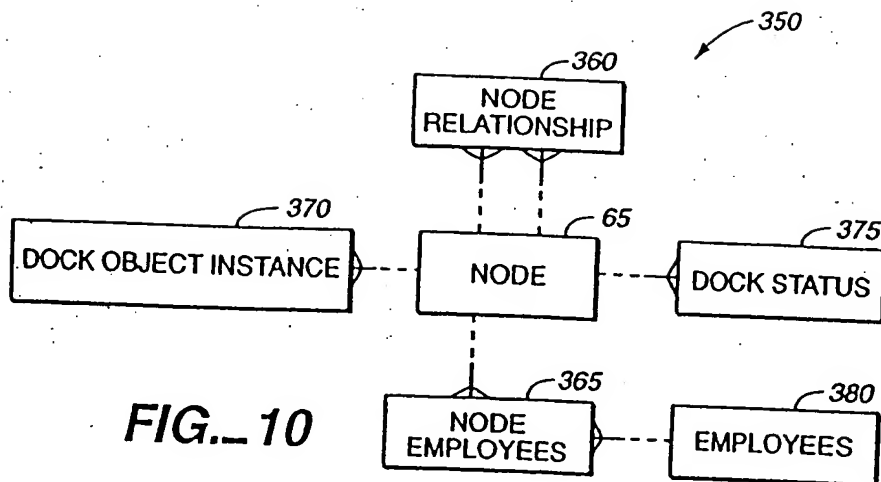 350
360
NODE
RELATIONSHIP
370
DOCK OBJECT INSTANCE
65
NODE
375
DOCK STATUS
365
NODE
EMPLOYEES
380
EMPLOYEES
FIG._10